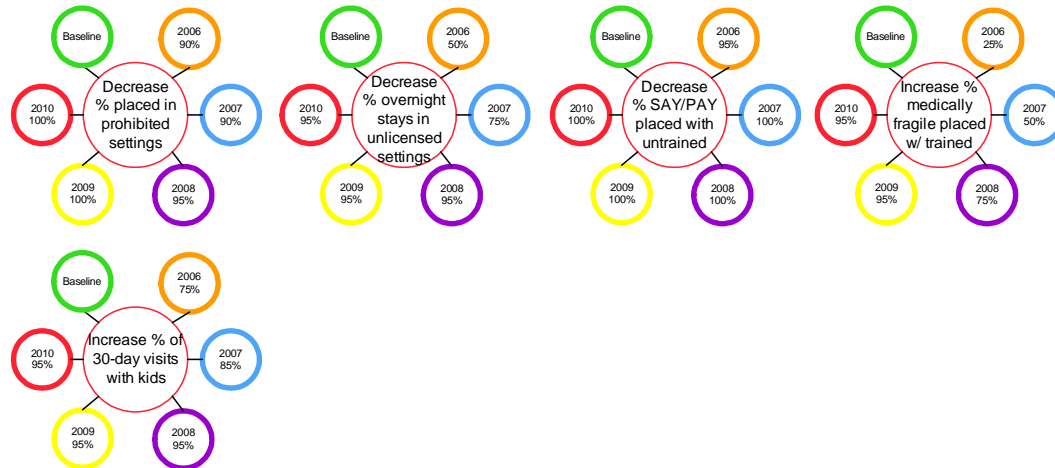 Baseline
2006
90%
2007
90%
2008
95%
2009
100%
2010
100%
Decrease
% placed in
prohibited
settings
Baseline
2006
50%
2007
75%
2008
95%
2009
95%
2010
95%
Decrease
% overnight
stays in
unlicensed
settings
Baseline
2006
95%
2007
100%
2008
100%
2009
100%
2010
100%
Decrease
% SAY/PAY
placed with
untrained
Baseline
2006
25%
2007
50%
2008
75%
2009
95%
2010
95%
Increase %
medically
fragile placed
w/ trained
Baseline
2006
75%
2007
85%
2008
95%
2009
95%
2010
95%
Increase % of
30-day visits
with kids